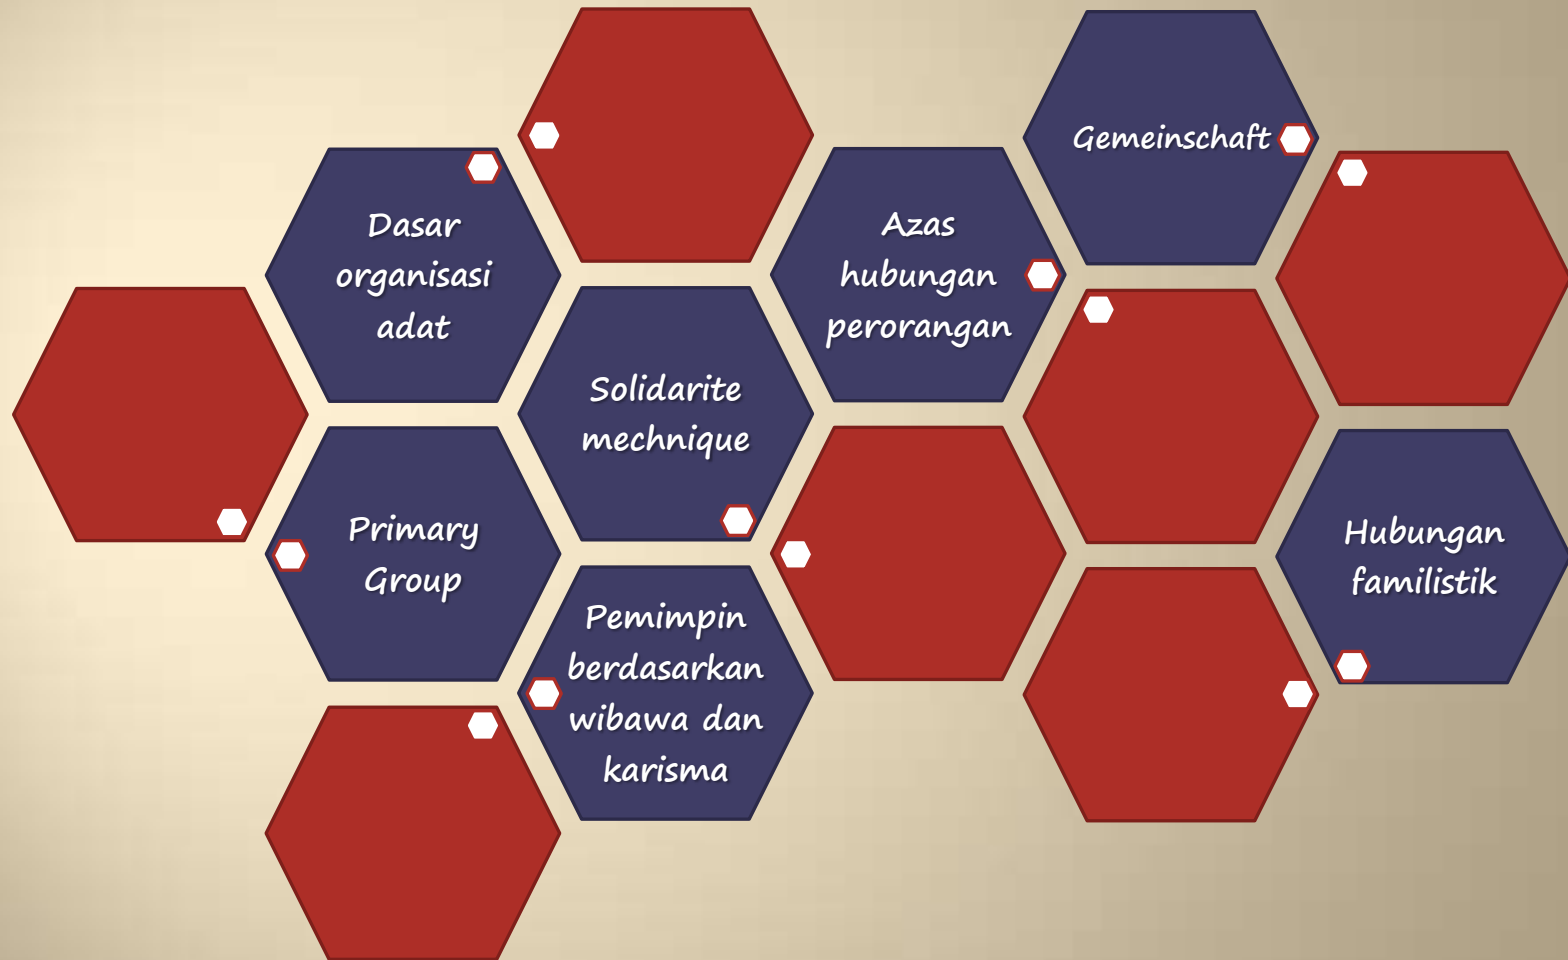 Dasar
organisasi
adat
Primary
Group
Solidarite
mechnique
Pemimpin
berdasarkan
wibawa dan
karisma
Azas
hubungan
perorangan
Gemeinschaft
Hubungan
familistik